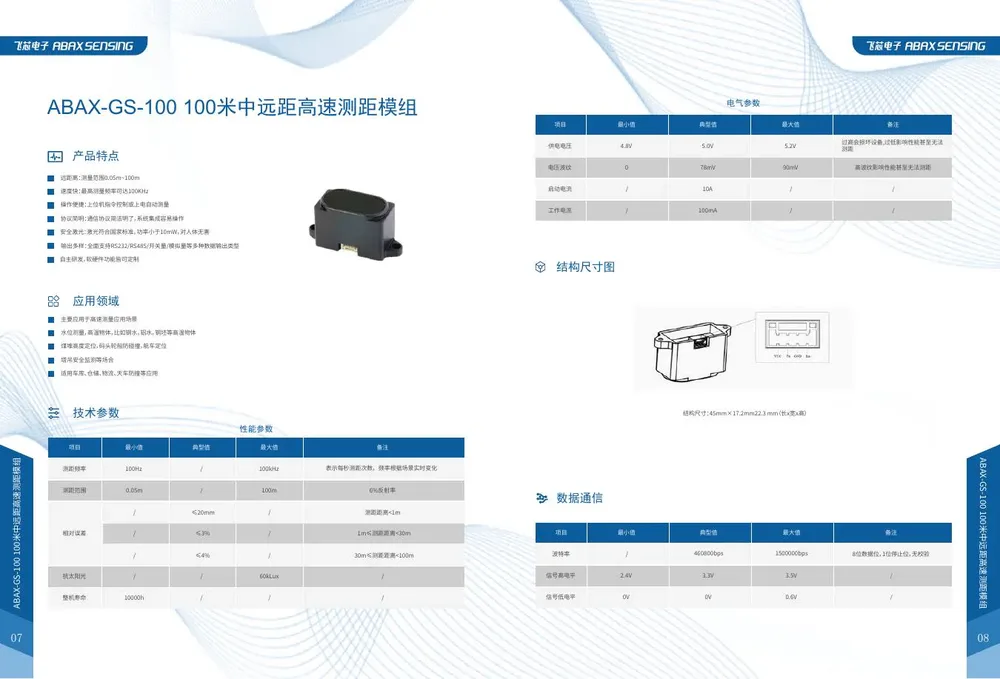 飞芯电子 ABAX SENSING
飞芯电子 ABAX SENSING
ABAX-GS-100 100米中远距高速测距模组
产品特点
远距离:测量范围0.05m~100m
速度快:最高测量频率可达100KHz
操作便捷:上位机指令控制或上电自动测量
协议简明:通信协议简洁明了,系统集成容易操作
安全激光:激光符合国家标准,功率小于10mW,对人体无害
输出多样:全面支持RS232/RS485/开关量/模拟量等多种数据输出类型
自主研发,软硬件功能皆可定制
应用领域
主要应用于高速测量应用场景
水位测量,高温物体,比如钢水,铝水,钢坯等高温物体
煤堆高度定位,码头轮船防碰撞,航车定位
塔吊安全监测等场合
适用车库,仓储,物流,天车防撞等应用
技术参数
性能参数
项目 最小值 典型值 最大值 备注
测距频率 100Hz / 100kHz 表示每秒测距次数, 频率根据场景实时变化
测距范围 0.05m / 100m 6%反射率
相对误差 / ≤20mm / 测距距离<1m
/ ≤3% / 1m≤测距距离<30m
/ ≤4% / 30m≤测距距离<100m
抗太阳光 / / 60kLux /
整机寿命 10000h / / /
ABAX-GS-100 100米中远距高速测距模组
07
电气参数
项目 最小值 典型值 最大值 备注
供电电压 4.8V 5.0V 5.2V 过高会损坏设备,过低影响性能甚至无法测距
电压波纹 0 78mV 90mV 高波纹影响性能甚至无法测距
启动电流 / 10A / /
工作电流 / 100mA / /
结构尺寸图
结构尺寸:45mm×17.2mm22.3 mm(长x宽x高)
数据通信
项目 最小值 典型值 最大值 备注
波特率 / 460800bps 1500000bps 8位数据位,1位停止位,无校验
信号高电平 2.4V 3.3V 3.5V /
信号低电平 0V 0V 0.6V /
ABAX-GS-100 100米中远距高速测距模组
08